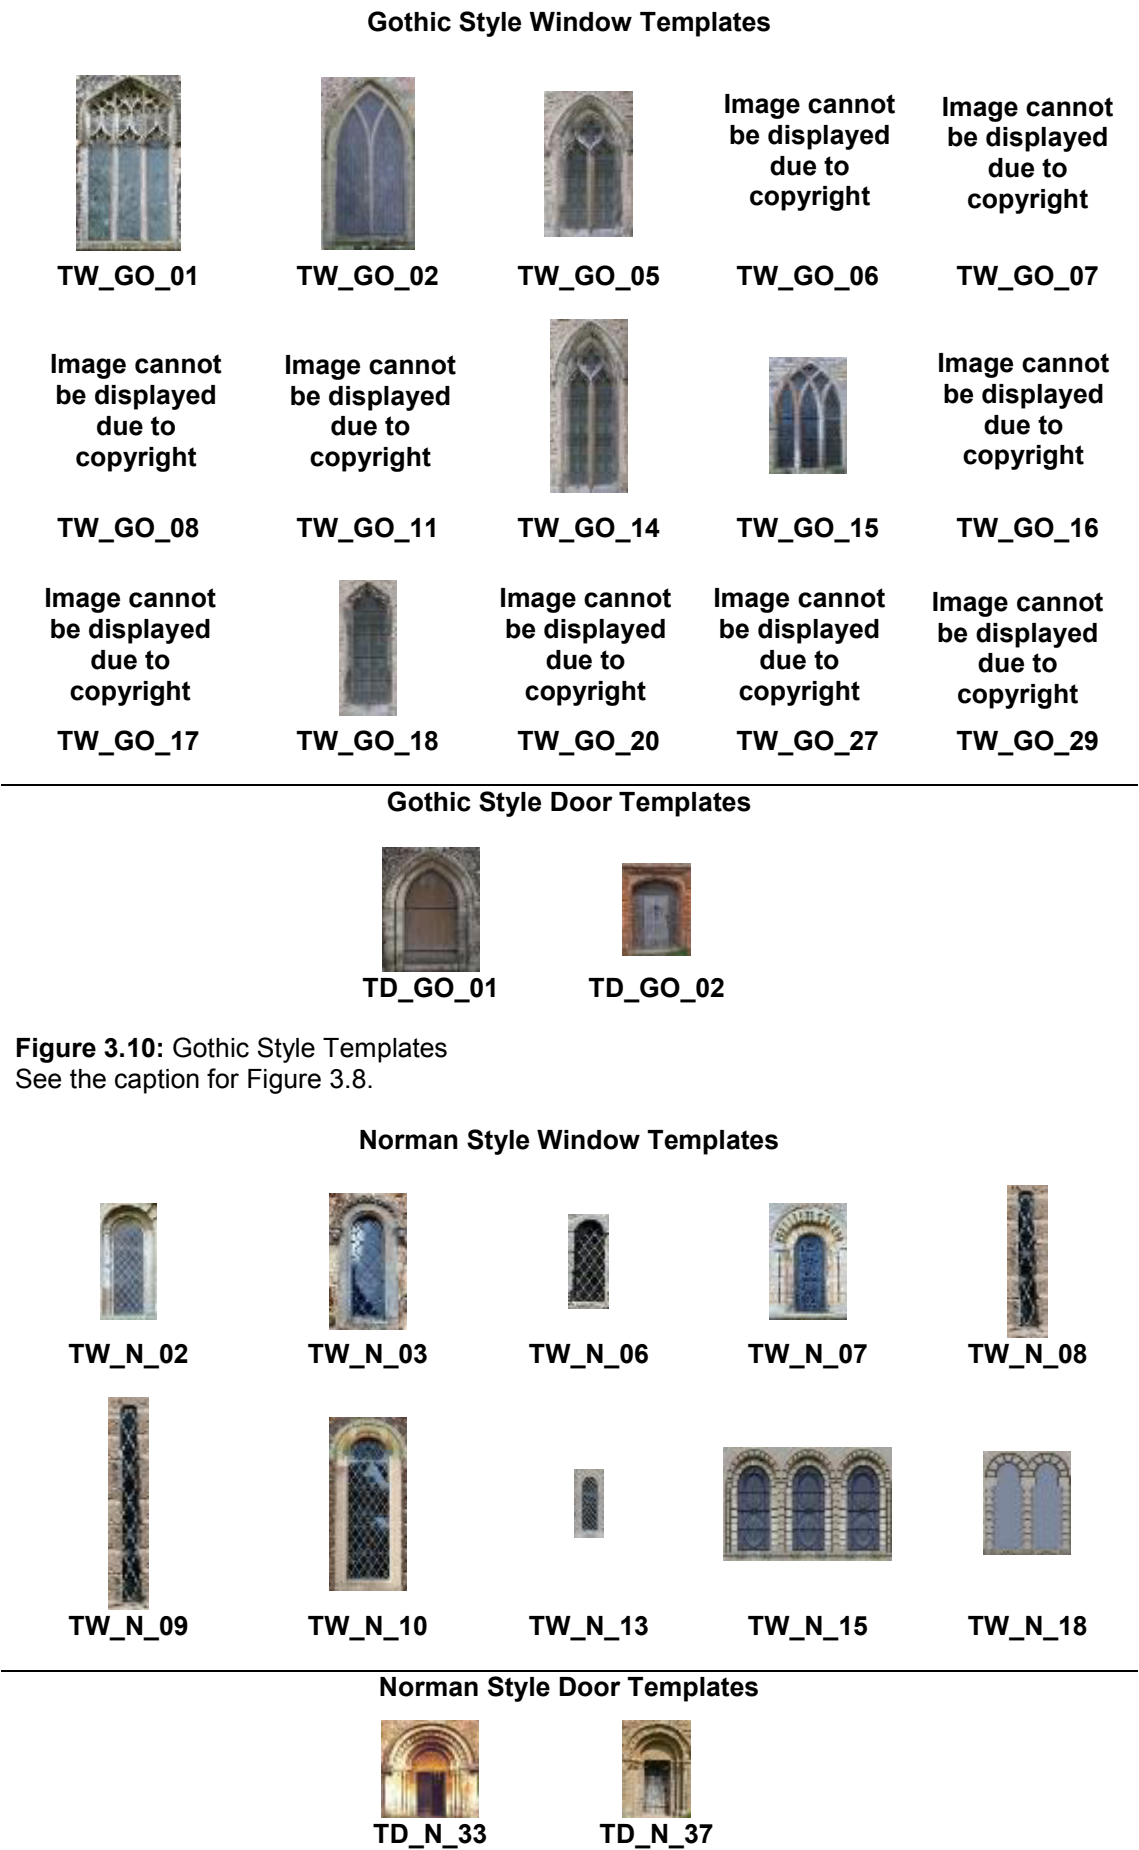 Gothic Style Window Templates
Image cannot
be displayed
due to
copyright
Image cannot
be displayed
due to
copyright
TW_GO_01 TW_GO_02 TW_GO_05 TW_GO_06 TW_GO_07
Image cannot
be displayed
due to
copyright
Image cannot
be displayed
due to
copyright
Image cannot
be displayed
due to
copyright
TW_GO_08 TW_GO_11 TW_GO_14 TW_GO_15 TW_GO_16
Image cannot
be displayed
due to
copyright
Image cannot
be displayed
due to
copyright
Image cannot
be displayed
due to
copyright
Image cannot
be displayed
due to
copyright
TW_GO_17 TW_GO_18 TW_GO_20 TW_GO_27 TW_GO_29
Gothic Style Door Templates
TD_GO_01 TD_GO_02
Figure 3.10: Gothic Style Templates
See the caption for Figure 3.8.
Norman Style Window Templates
TW_N_02 TW_N_03 TW_N_06 TW_N_07 TW_N_08
TW_N_09 TW_N_10 TW_N_13 TW_N_15 TW_N_18
Norman Style Door Templates
TD_N_33 TD_N_37